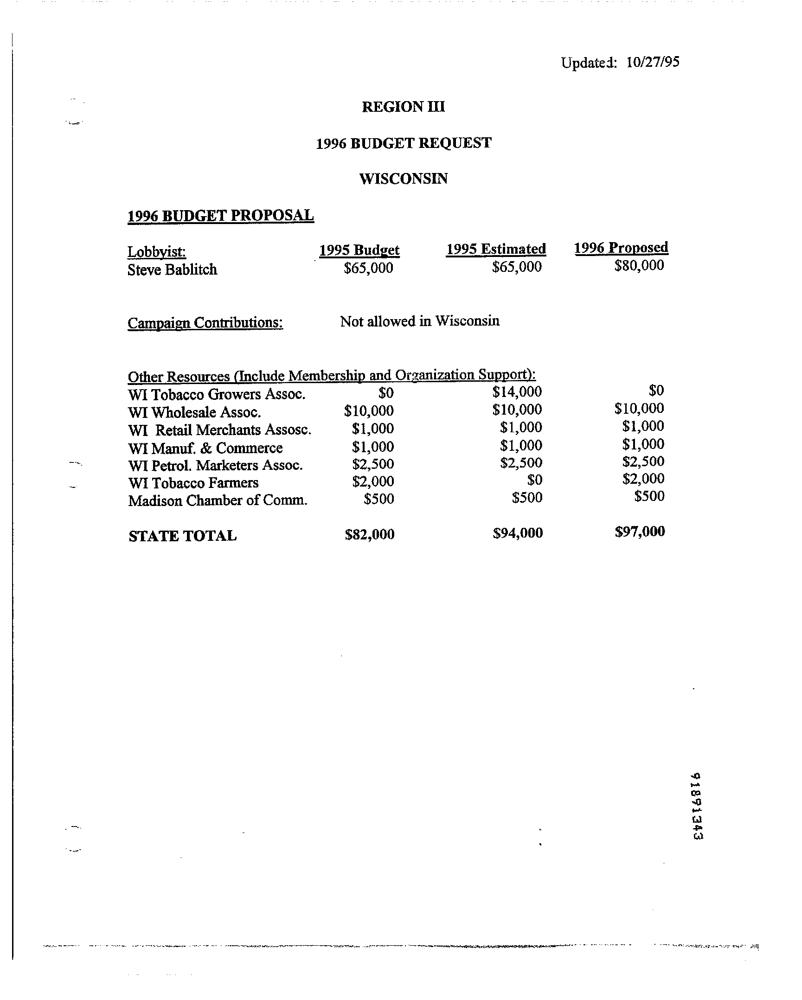 Updated: 10/27/95
REGION III
1996 BUDGET REQUEST
WISCONSIN
1996 BUDGET PROPOSAL
Lobbyist: 1995 Budget 1995 Estimated 1996 Proposed
Steve Bablitch $65,000 $65,000 $80,000
Campaign Contributions: Not allowed in Wisconsin
Other Resources (Include Membership and Organization Support):
WI Tobacco Growers Assoc. $0 $14,000 $0
WI Wholesale Assoc. $10,000 $10,000 $10,000
WI Retail Merchants Assosc. $1,000 $1,000 $1,000
WI Manuf. & Commerce $1,000 $1,000 $1,000
WI Petrol. Marketers Assoc. $2,500 $2,500 $2,500
WI Tobacco Farmers $2,000 $0 $2,000
Madison Chamber of Comm. $500 $500 $500
STATE TOTAL $82,000 $94,000 $97,000
91891343